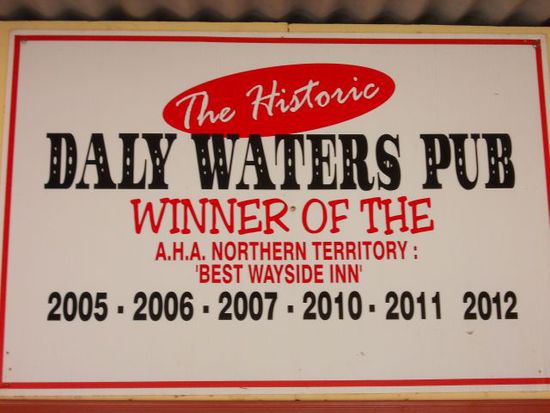 The Historic
DALY WATERS PUB
WINNER OF THE
A.H.A. NORTHERN TERRITORY :
'BEST WAYSIDE INN'
2005 - 2006 - 2007 - 2010 - 2011 2012